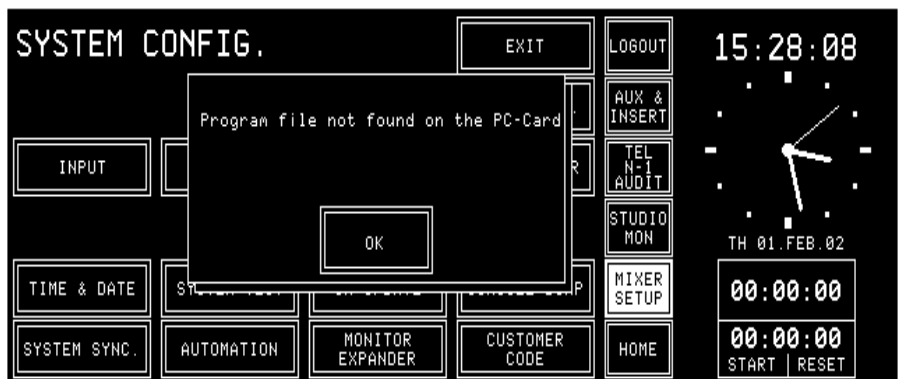 SYSTEM CONFIG.
EXIT
LOGOUT
15:28:08
AUX &
INSERT
Program file not found on the PC-Card
INPUT
TEL
N-1
AUDIT
STUDIO
MON
OK
TH 01.FEB.02
TIME & DATE
MIXER
SETUP
00:00:00
SYSTEM SYNC.
AUTOMATION
MONITOR
EXPANDER
CUSTOMER
CODE
HOME
00:00:00
START | RESET